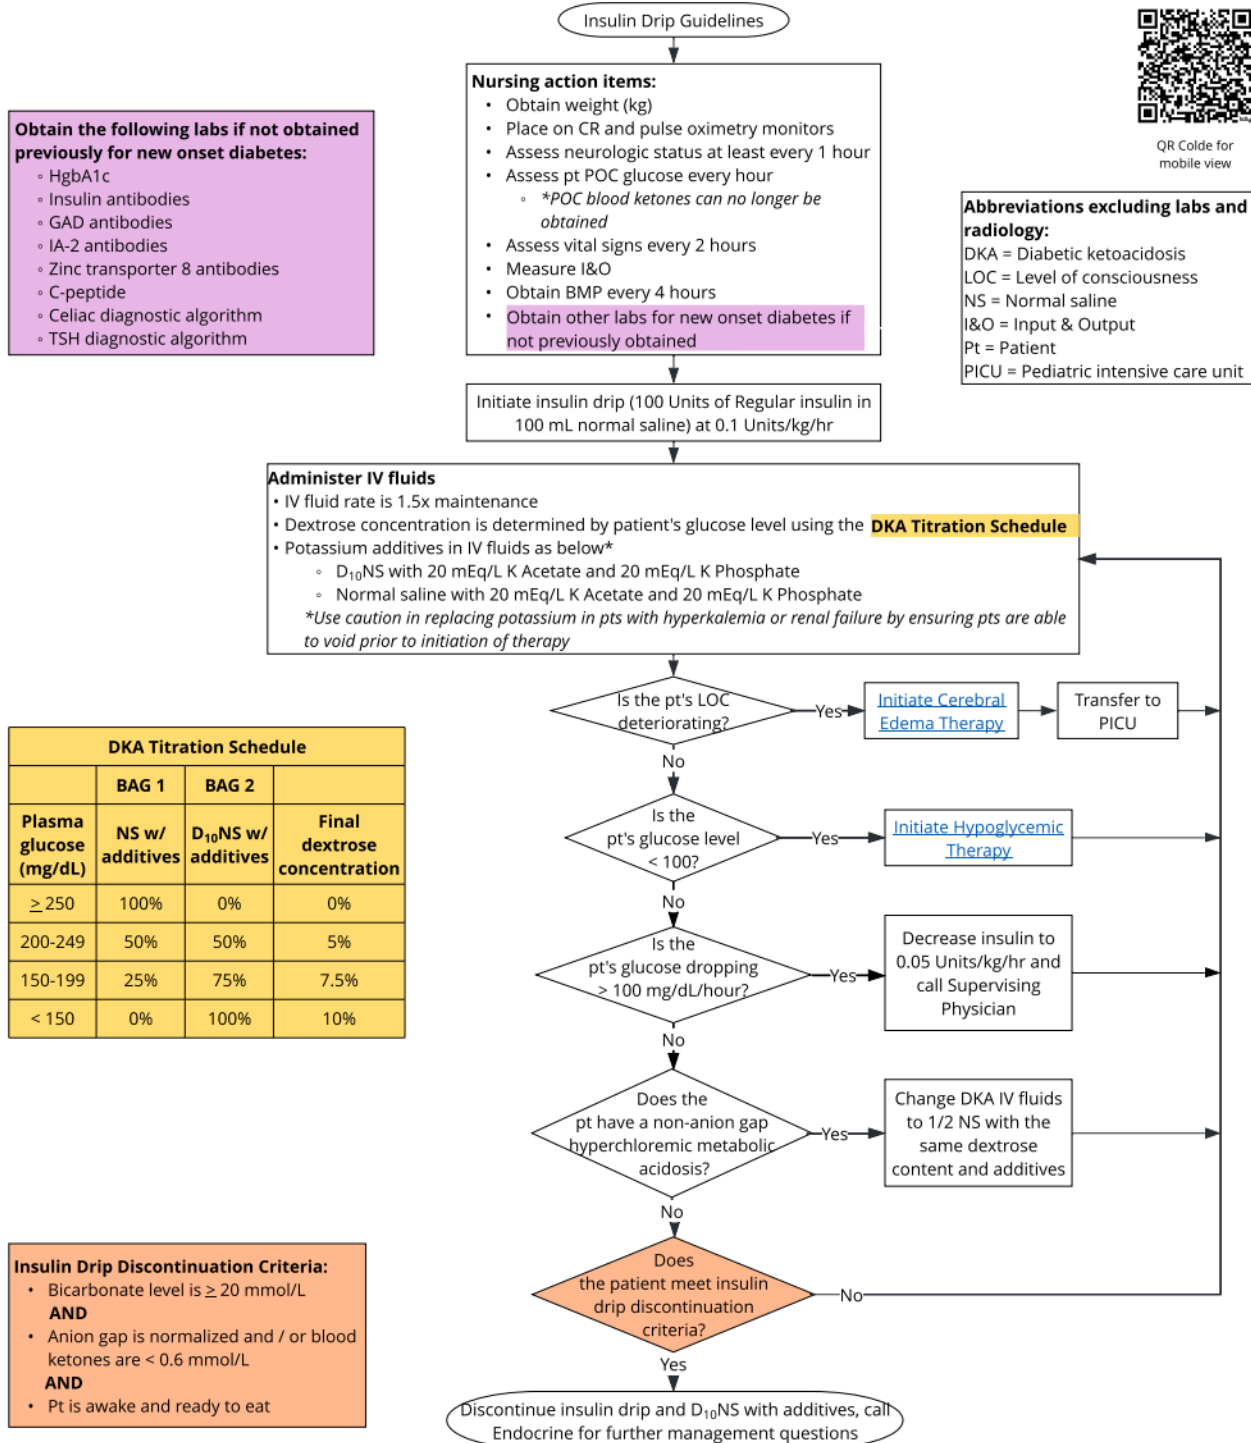 Insulin Drip Guidelines
QR Colde for
mobile view
Nursing action items:
• Obtain weight (kg)
• Place on CR and pulse oximetry monitors
• Assess neurologic status at least every 1 hour
• Assess pt POC glucose every hour
◦ *POC blood ketones can no longer be
obtained
• Assess vital signs every 2 hours
• Measure I&O
• Obtain BMP every 4 hours
• Obtain other labs for new onset diabetes if
not previously obtained
Obtain the following labs if not obtained
previously for new onset diabetes:
◦ HgbA1c
◦ Insulin antibodies
◦ GAD antibodies
◦ IA-2 antibodies
◦ Zinc transporter 8 antibodies
◦ C-peptide
◦ Celiac diagnostic algorithm
◦ TSH diagnostic algorithm
Abbreviations excluding labs and
radiology:
DKA = Diabetic ketoacidosis
LOC = Level of consciousness
NS = Normal saline
I&O = Input & Output
Pt = Patient
PICU = Pediatric intensive care unit
Initiate insulin drip (100 Units of Regular insulin in
100 mL normal saline) at 0.1 Units/kg/hr
Administer IV fluids
• IV fluid rate is 1.5x maintenance
• Dextrose concentration is determined by patient's glucose level using the DKA Titration Schedule
• Potassium additives in IV fluids as below*
◦ D₁₀NS with 20 mEq/L K Acetate and 20 mEq/L K Phosphate
◦ Normal saline with 20 mEq/L K Acetate and 20 mEq/L K Phosphate
*Use caution in replacing potassium in pts with hyperkalemia or renal failure by ensuring pts are able
to void prior to initiation of therapy
Is the pt's LOC
deteriorating?
Yes
Initiate Cerebral
Edema Therapy
Transfer to
PICU
No
DKA Titration Schedule
BAG 1 BAG 2
Plasma
glucose
(mg/dL)
NS w/
additives
D₁₀NS w/
additives
Final
dextrose
concentration
≥ 250 100% 0% 0%
200-249 50% 50% 5%
150-199 25% 75% 7.5%
< 150 0% 100% 10%
Is the
pt's glucose level
< 100?
Yes
Initiate Hypoglycemic
Therapy
No
Is the
pt's glucose dropping
> 100 mg/dL/hour?
Yes
Decrease insulin to
0.05 Units/kg/hr and
call Supervising
Physician
No
Does the
pt have a non-anion gap
hyperchloremic metabolic
acidosis?
Yes
Change DKA IV fluids
to 1/2 NS with the
same dextrose
content and additives
No
Does
the patient meet insulin
drip discontinuation
criteria?
No
Yes
Insulin Drip Discontinuation Criteria:
• Bicarbonate level is ≥ 20 mmol/L
AND
• Anion gap is normalized and / or blood
ketones are < 0.6 mmol/L
AND
• Pt is awake and ready to eat
Discontinue insulin drip and D₁₀NS with additives, call
Endocrine for further management questions